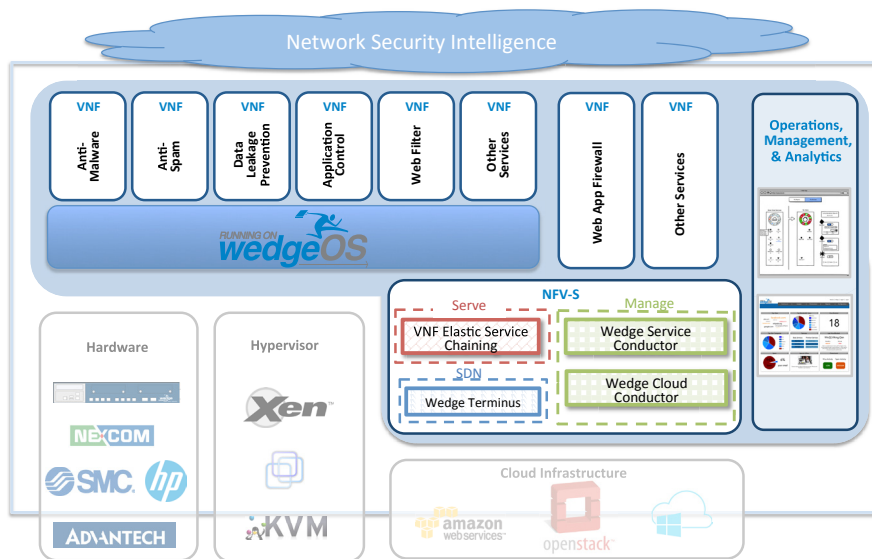 Network Security Intelligence
VNF
Anti-
Malware
VNF
Anti-
Spam
VNF
Data
Leakage
Prevention
VNF
Application
Control
VNF
Web Filter
VNF
Other
Services
VNF
Web App Firewall
VNF
Other Services
Operations,
Management,
& Analytics
RUNNING ON
wedgeOS
NFV-S
Serve
VNF Elastic Service
Chaining
SDN
Wedge Terminus
Manage
Wedge Service
Conductor
Wedge Cloud
Conductor
18
Hardware
NEXCOM
SMC.
hp
ADVANTECH
Hypervisor
Xen™
KVM
Cloud Infrastructure
amazon
webservices™
openstack™